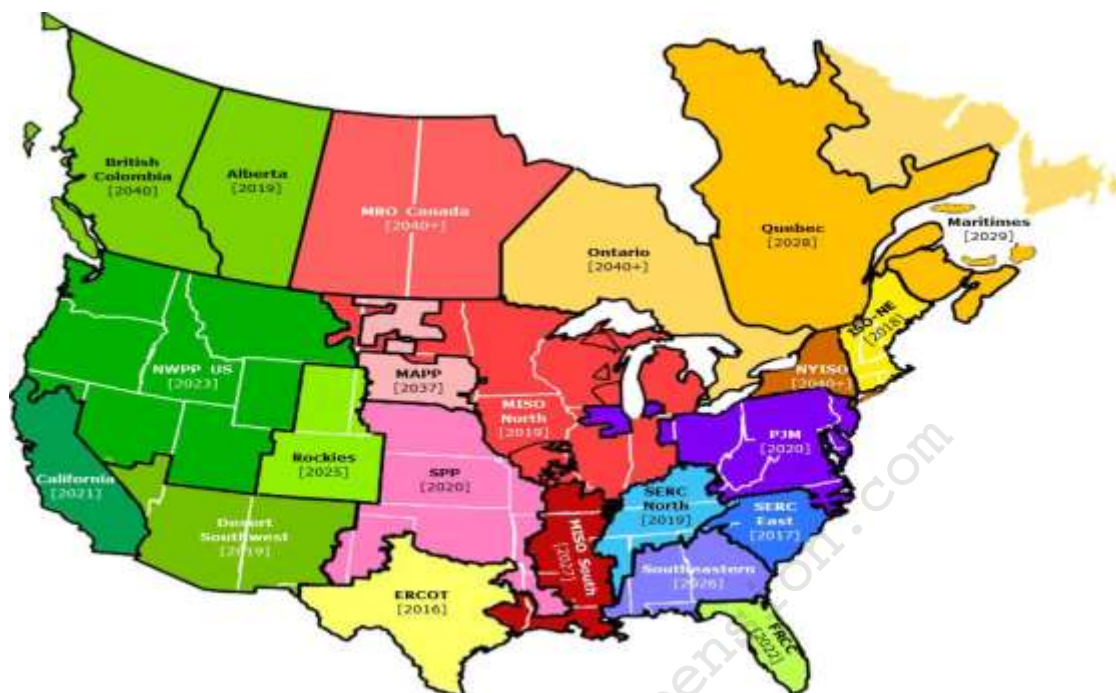 British
Colombia
[2040]
Alberta
[2019]
MRO Canada
[2040+]
Ontario
[2040+]
Quebec
[2028]
Maritimes
[2029]
ISO-NE
[2018]
NWPP US
[2023]
MAPP
[2037]
MISO
North
[2019]
NYISO
[2040+]
PJM
[2020]
California
[2021]
Rockies
[2025]
SPP
[2020]
SERC
North
[2019]
SERC
East
[2017]
Desert
Southwest
[2019]
MISO South
[2027]
Southeastern
[2026]
ERCOT
[2016]
FRCC
[2022]